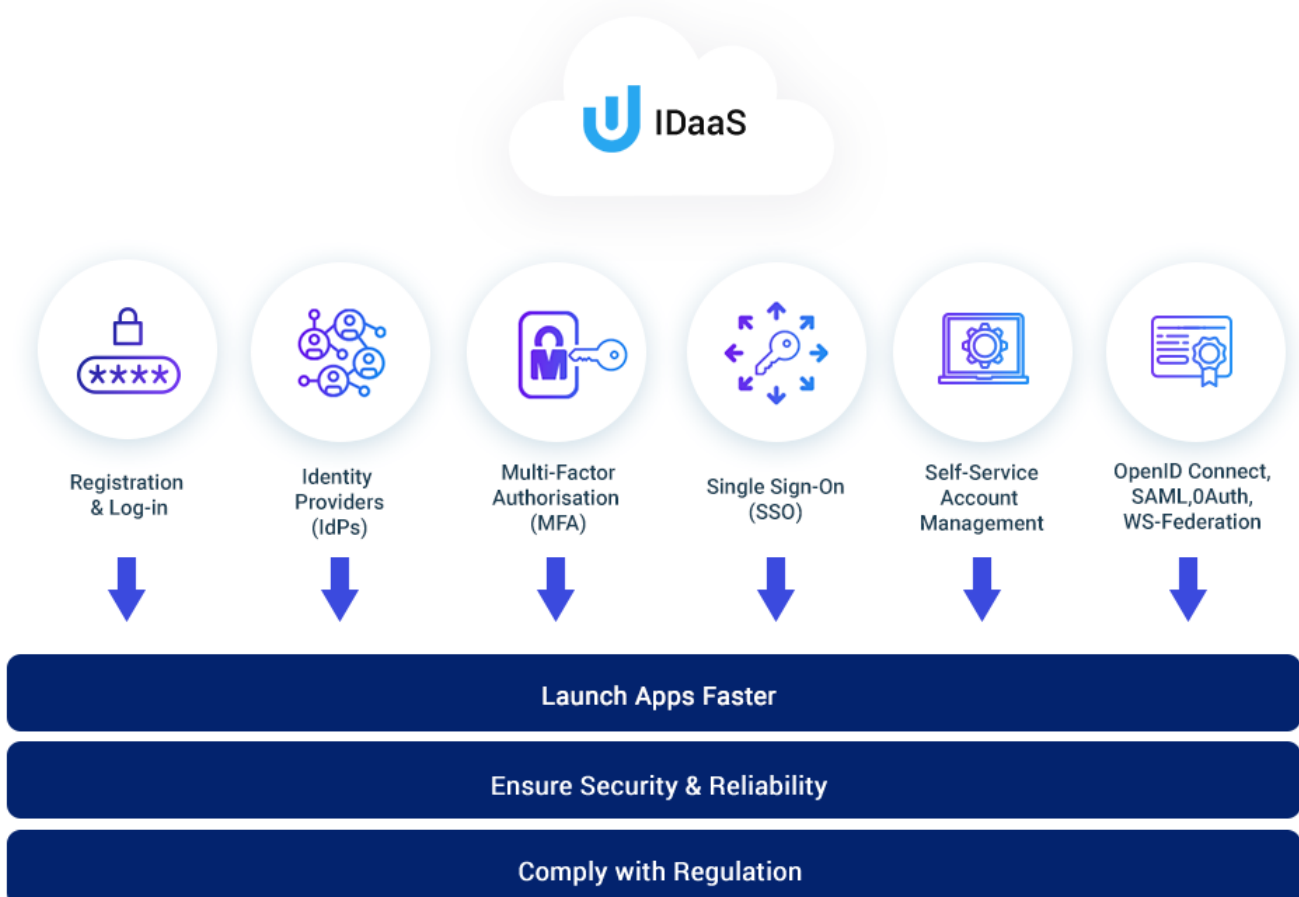 IDaaS
****
Registration
& Log-in
Identity
Providers
(IdPs)
M
Multi-Factor
Authorisation
(MFA)
Single Sign-On
(SSO)
Self-Service
Account
Management
OpenID Connect,
SAML,0Auth,
WS-Federation
Launch Apps Faster
Ensure Security & Reliability
Comply with Regulation